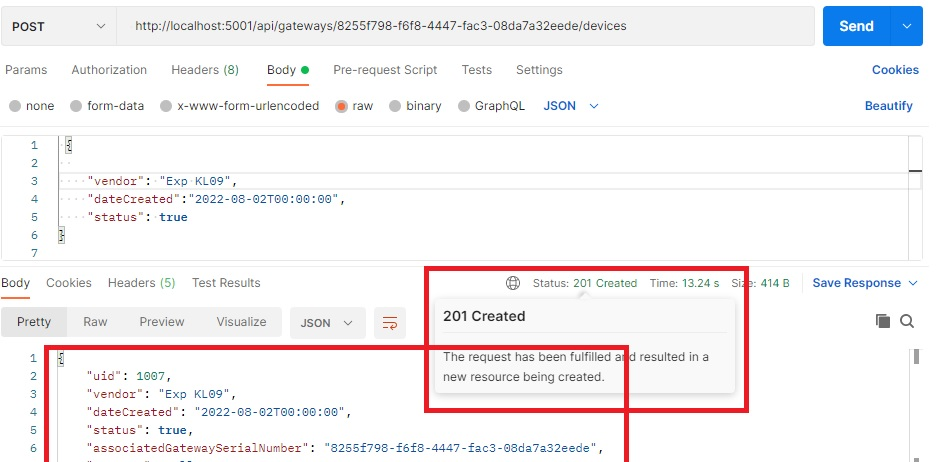 POST http://localhost:5001/api/gateways/8255f798-f6f8-4447-fac3-08da7a32eede/devices Send
Params Authorization Headers (8) Body Pre-request Script Tests Settings Cookies
none form-data x-www-form-urlencoded raw binary GraphQL JSON Beautify
1 {
2
3 "vendor": "Exp KL09",
4 "dateCreated":"2022-08-02T00:00:00",
5 "status": true
6 }
7
Body Cookies Headers (5) Test Results Status: 201 Created Time: 13.24 s Size: 414 B Save Response
Pretty Raw Preview Visualize JSON
201 Created
The request has been fulfilled and resulted in a
new resource being created.
1 {
2 "uid": 1007,
3 "vendor": "Exp KL09",
4 "dateCreated": "2022-08-02T00:00:00",
5 "status": true,
6 "associatedGatewaySerialNumber": "8255f798-f6f8-4447-fac3-08da7a32eede",